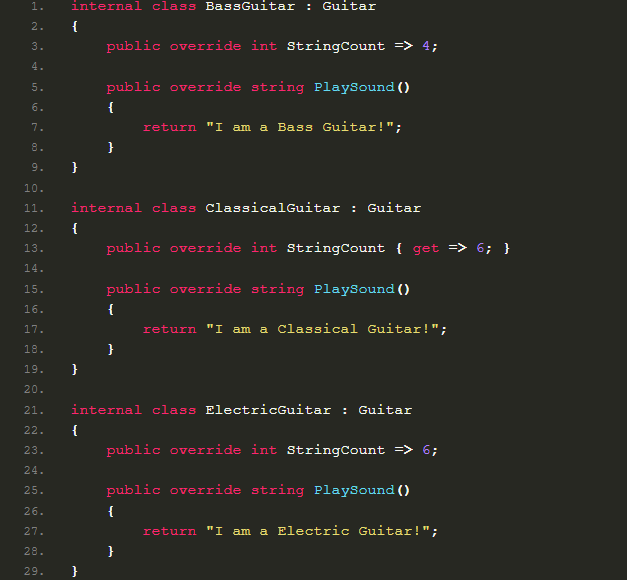 1. internal class BassGuitar : Guitar
2. {
3.     public override int StringCount => 4;
4.
5.     public override string PlaySound()
6.     {
7.         return "I am a Bass Guitar!";
8.     }
9. }
10.
11. internal class ClassicalGuitar : Guitar
12. {
13.     public override int StringCount { get => 6; }
14.
15.     public override string PlaySound()
16.     {
17.         return "I am a Classical Guitar!";
18.     }
19. }
20.
21. internal class ElectricGuitar : Guitar
22. {
23.     public override int StringCount => 6;
24.
25.     public override string PlaySound()
26.     {
27.         return "I am a Electric Guitar!";
28.     }
29. }